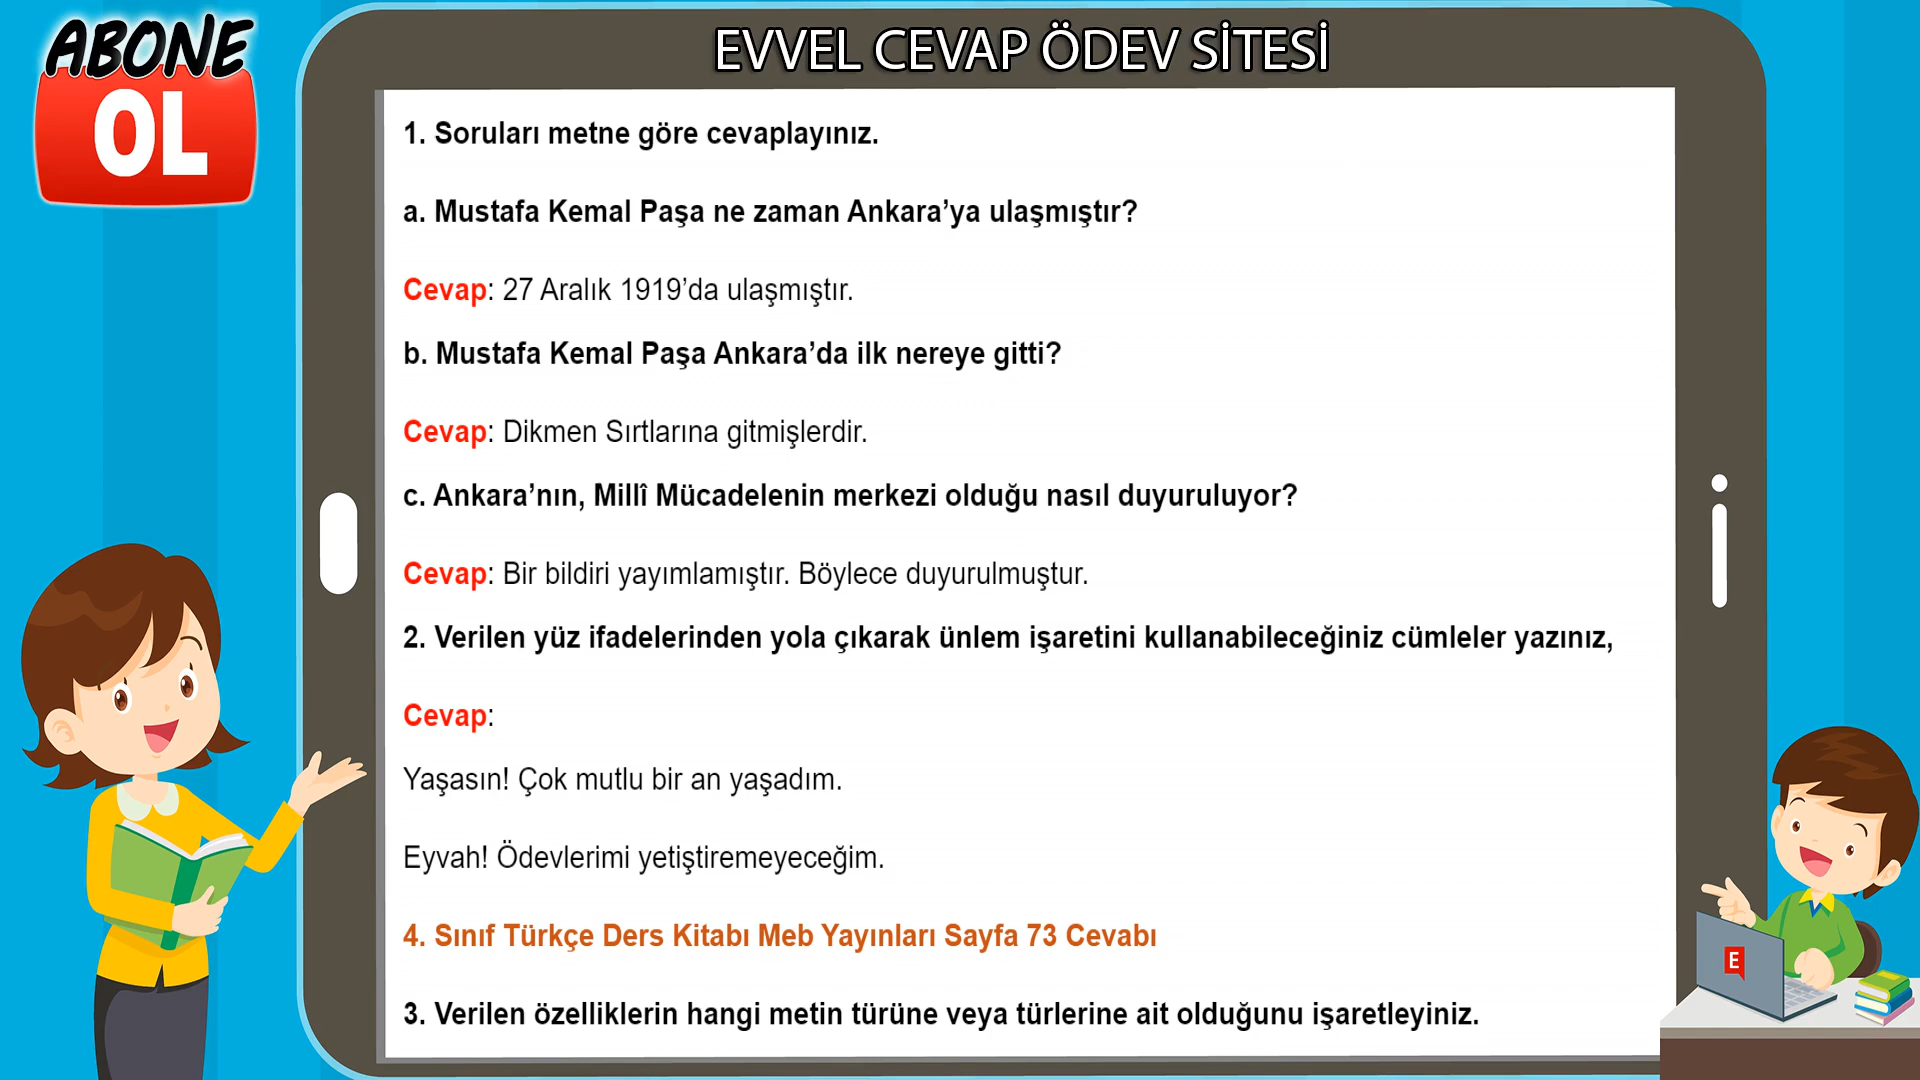 ABONE
OL
EVVEL CEVAP ÖDEV SİTESİ
1. Soruları metne göre cevaplayınız.
a. Mustafa Kemal Paşa ne zaman Ankara’ya ulaşmıştır?
Cevap: 27 Aralık 1919’da ulaşmıştır.
b. Mustafa Kemal Paşa Ankara’da ilk nereye gitti?
Cevap: Dikmen Sırtlarına gitmişlerdir.
c. Ankara’nın, Millî Mücadelenin merkezi olduğu nasıl duyuruluyor?
Cevap: Bir bildiri yayımlamıştır. Böylece duyurulmuştur.
2. Verilen yüz ifadelerinden yola çıkarak ünlem işaretini kullanabileceğiniz cümleler yazınız,
Cevap:
Yaşasın! Çok mutlu bir an yaşadım.
Eyvah! Ödevlerimi yetiştiremeyeceğim.
4. Sınıf Türkçe Ders Kitabı Meb Yayınları Sayfa 73 Cevabı
3. Verilen özelliklerin hangi metin türüne veya türlerine ait olduğunu işaretleyiniz.
E